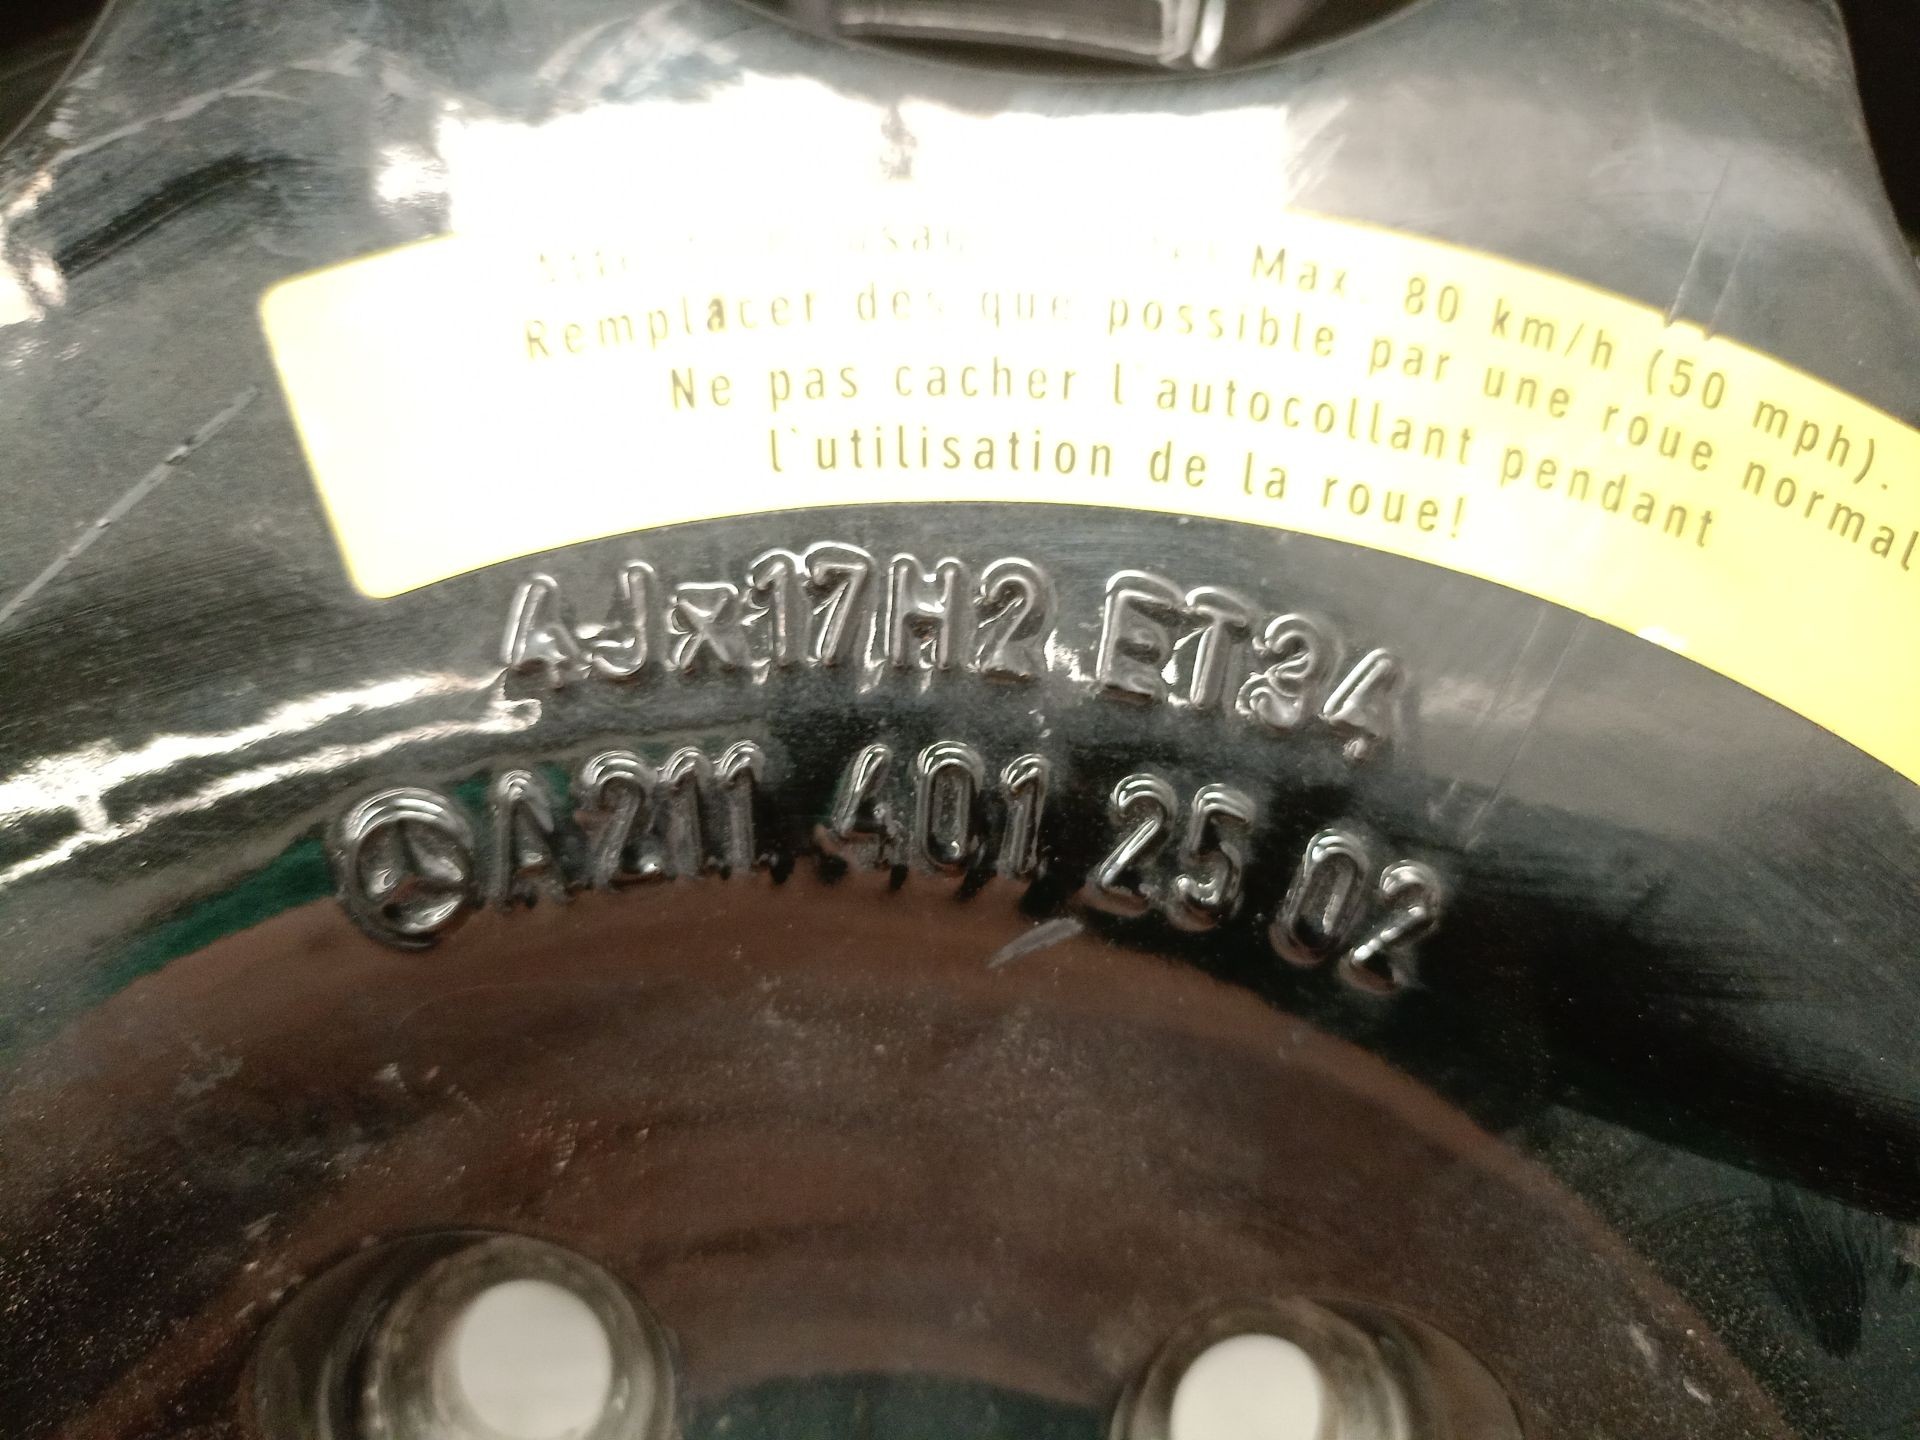 Max. 80 km/h (50 mph).
Remplacer des que possible par une roue normal
Ne pas cacher l'autocollant pendant
l'utilisation de la roue!
4Jx17H2 ET34
A211 401 25 02